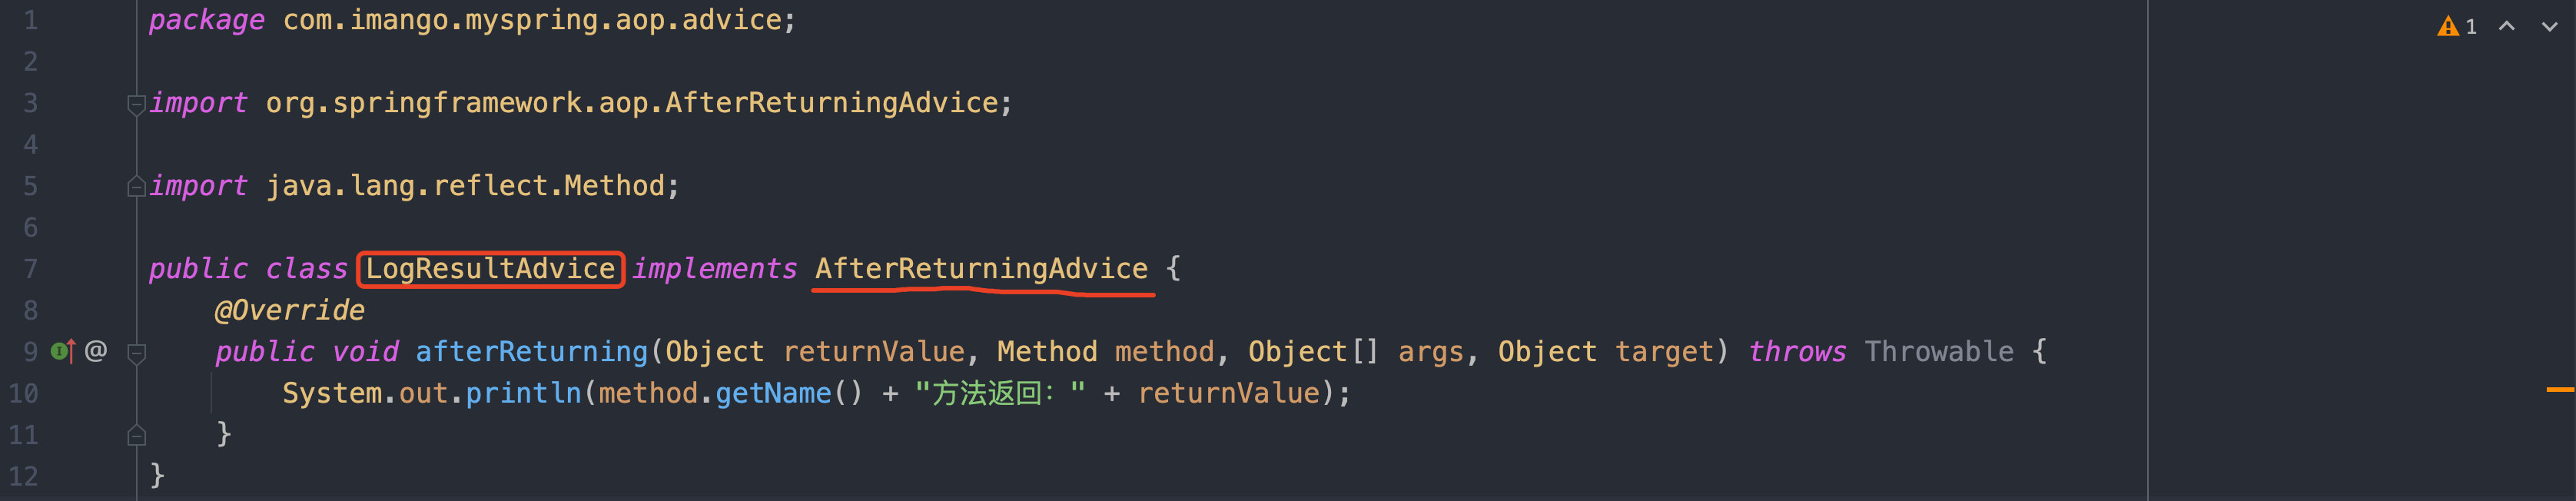 1 package com.imango.myspring.aop.advice;
2
3 import org.springframework.aop.AfterReturningAdvice;
4
5 import java.lang.reflect.Method;
6
7 public class LogResultAdvice implements AfterReturningAdvice {
8 @Override
9 @ public void afterReturning(Object returnValue, Method method, Object[] args, Object target) throws Throwable {
10 System.out.println(method.getName() + "方法返回：" + returnValue);
11 }
12 }
1